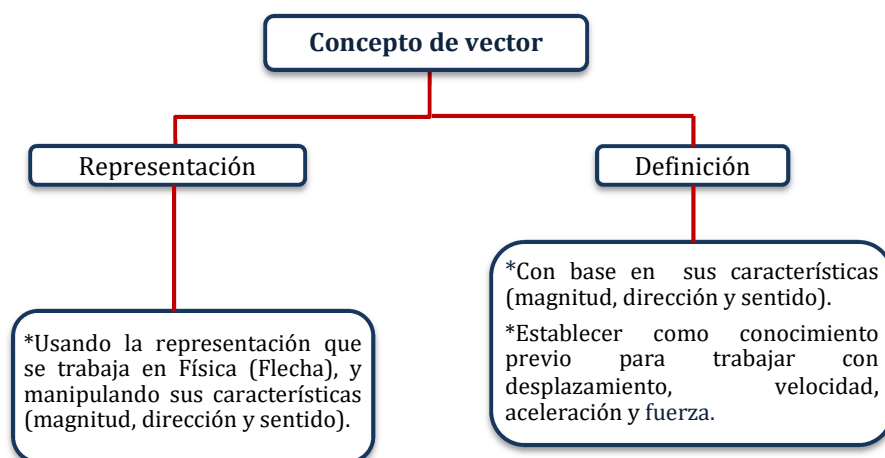 Concepto de vector
Representación
Definición
*Usando la representación que
se trabaja en Física (Flecha), y
manipulando sus características
(magnitud, dirección y sentido).
*Con base en sus características
(magnitud, dirección y sentido).
*Establecer como conocimiento
previo para trabajar con
desplazamiento, velocidad,
aceleración y fuerza.